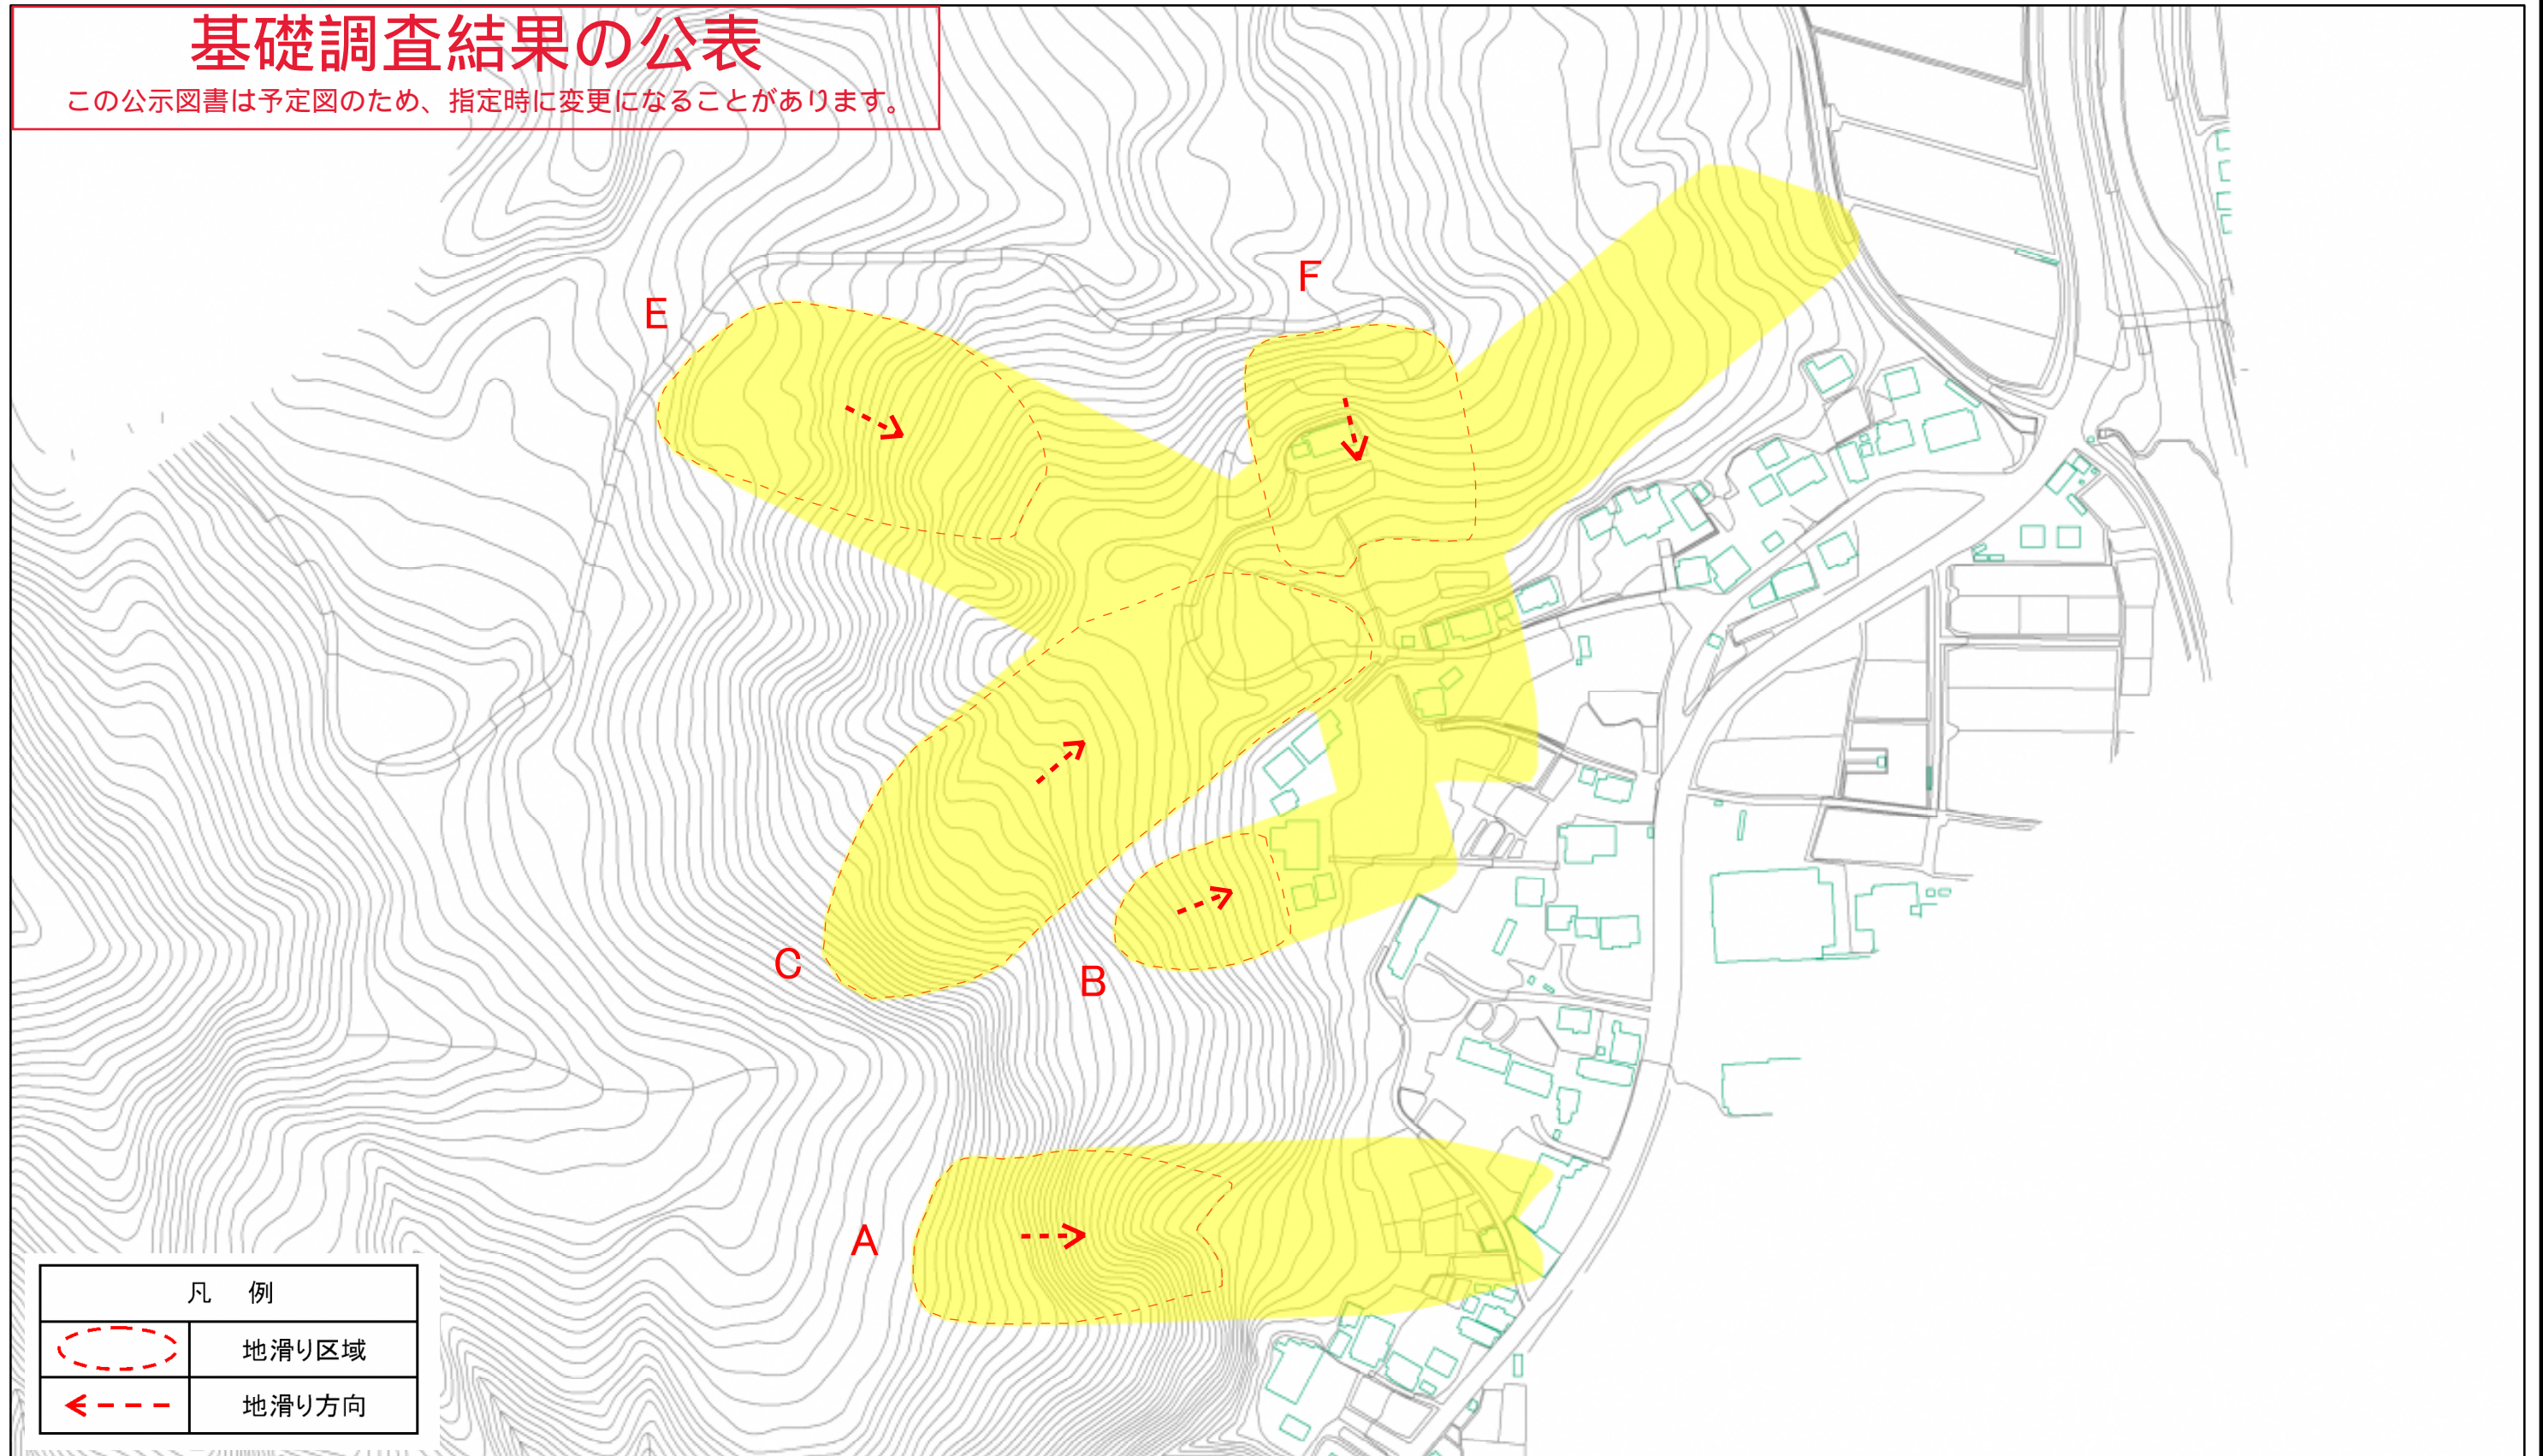 基礎調査結果の公表
この公示図書は予定図のため、指定時に変更になることがあります。
E
F
C
B
A
凡 例
地滑り区域
地滑り方向